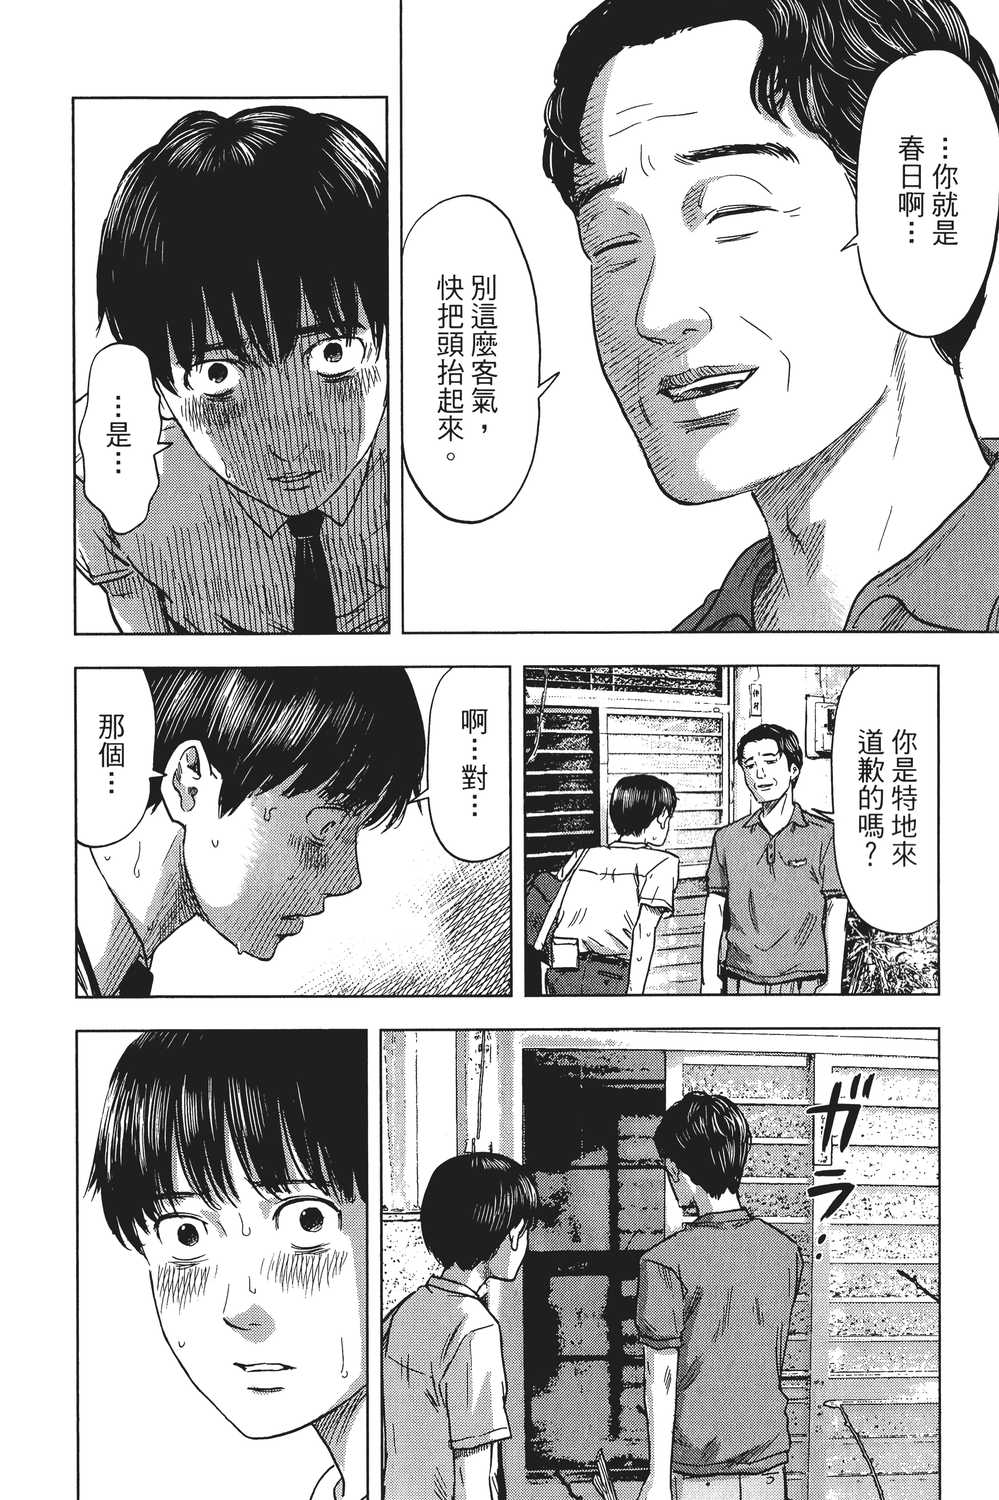 …你就是
春日啊…
別這麼客氣，
快把頭抬起來。
…是…
你是特地來
道歉的嗎？
啊…對…
那個…
ガラ…